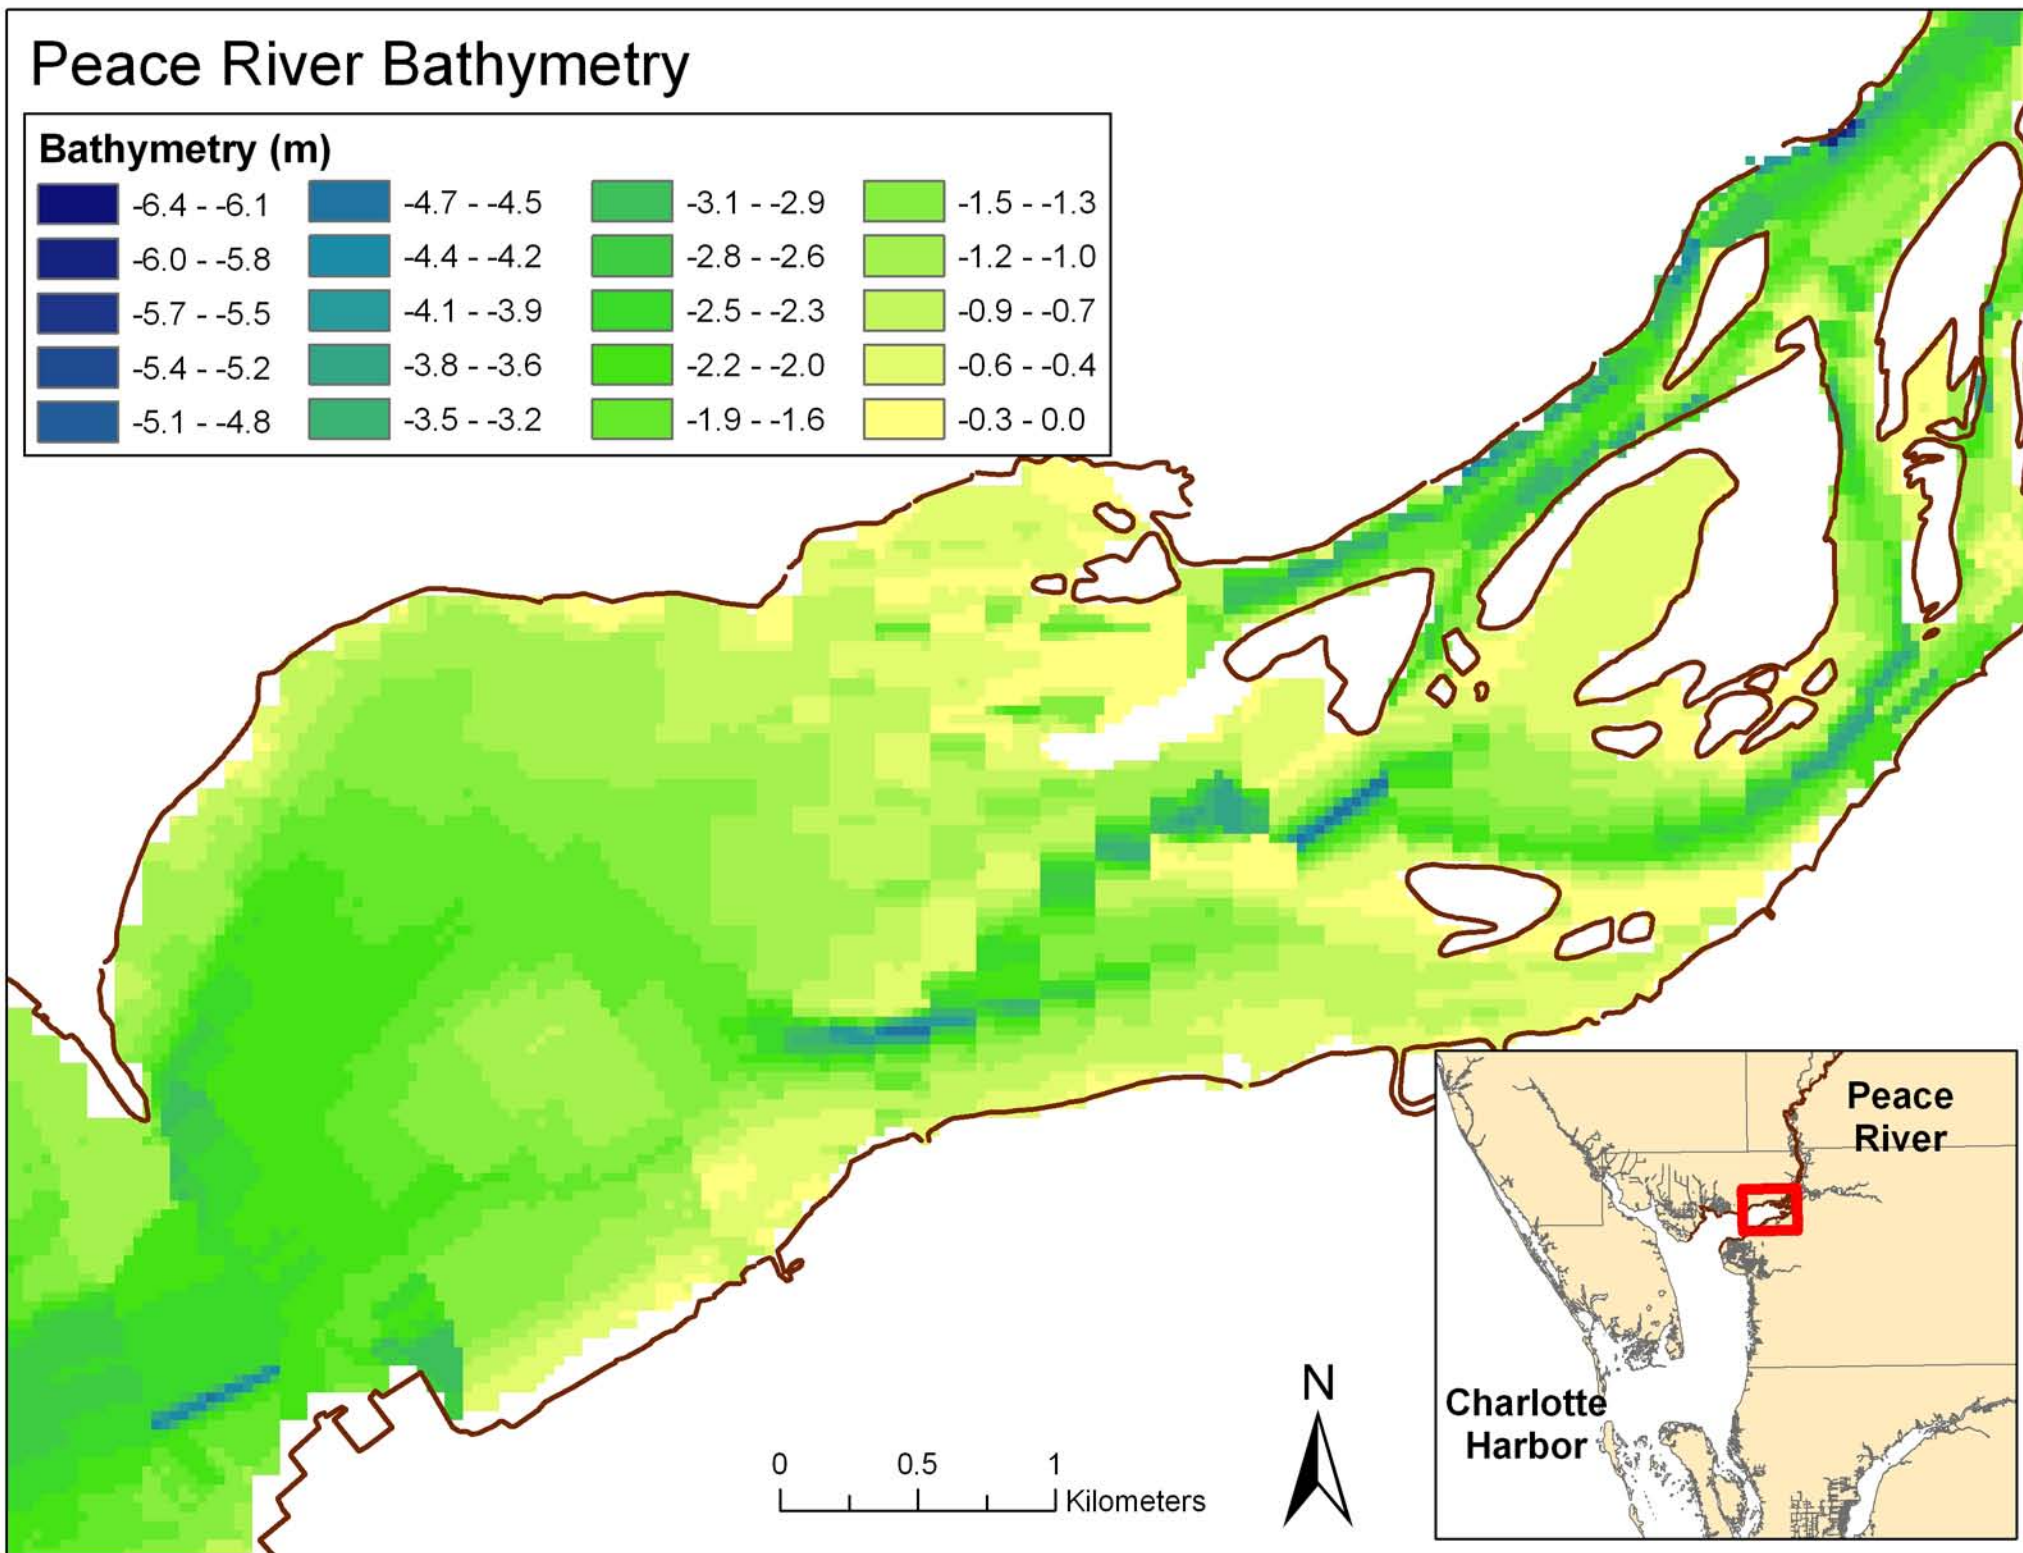 Peace River Bathymetry
Bathymetry (m)
-6.4 - -6.1
-6.0 - -5.8
-5.7 - -5.5
-5.4 - -5.2
-5.1 - -4.8
-4.7 - -4.5
-4.4 - -4.2
-4.1 - -3.9
-3.8 - -3.6
-3.5 - -3.2
-3.1 - -2.9
-2.8 - -2.6
-2.5 - -2.3
-2.2 - -2.0
-1.9 - -1.6
-1.5 - -1.3
-1.2 - -1.0
-0.9 - -0.7
-0.6 - -0.4
-0.3 - 0.0
Peace
River
Charlotte
Harbor
N
0 0.5 1
Kilometers